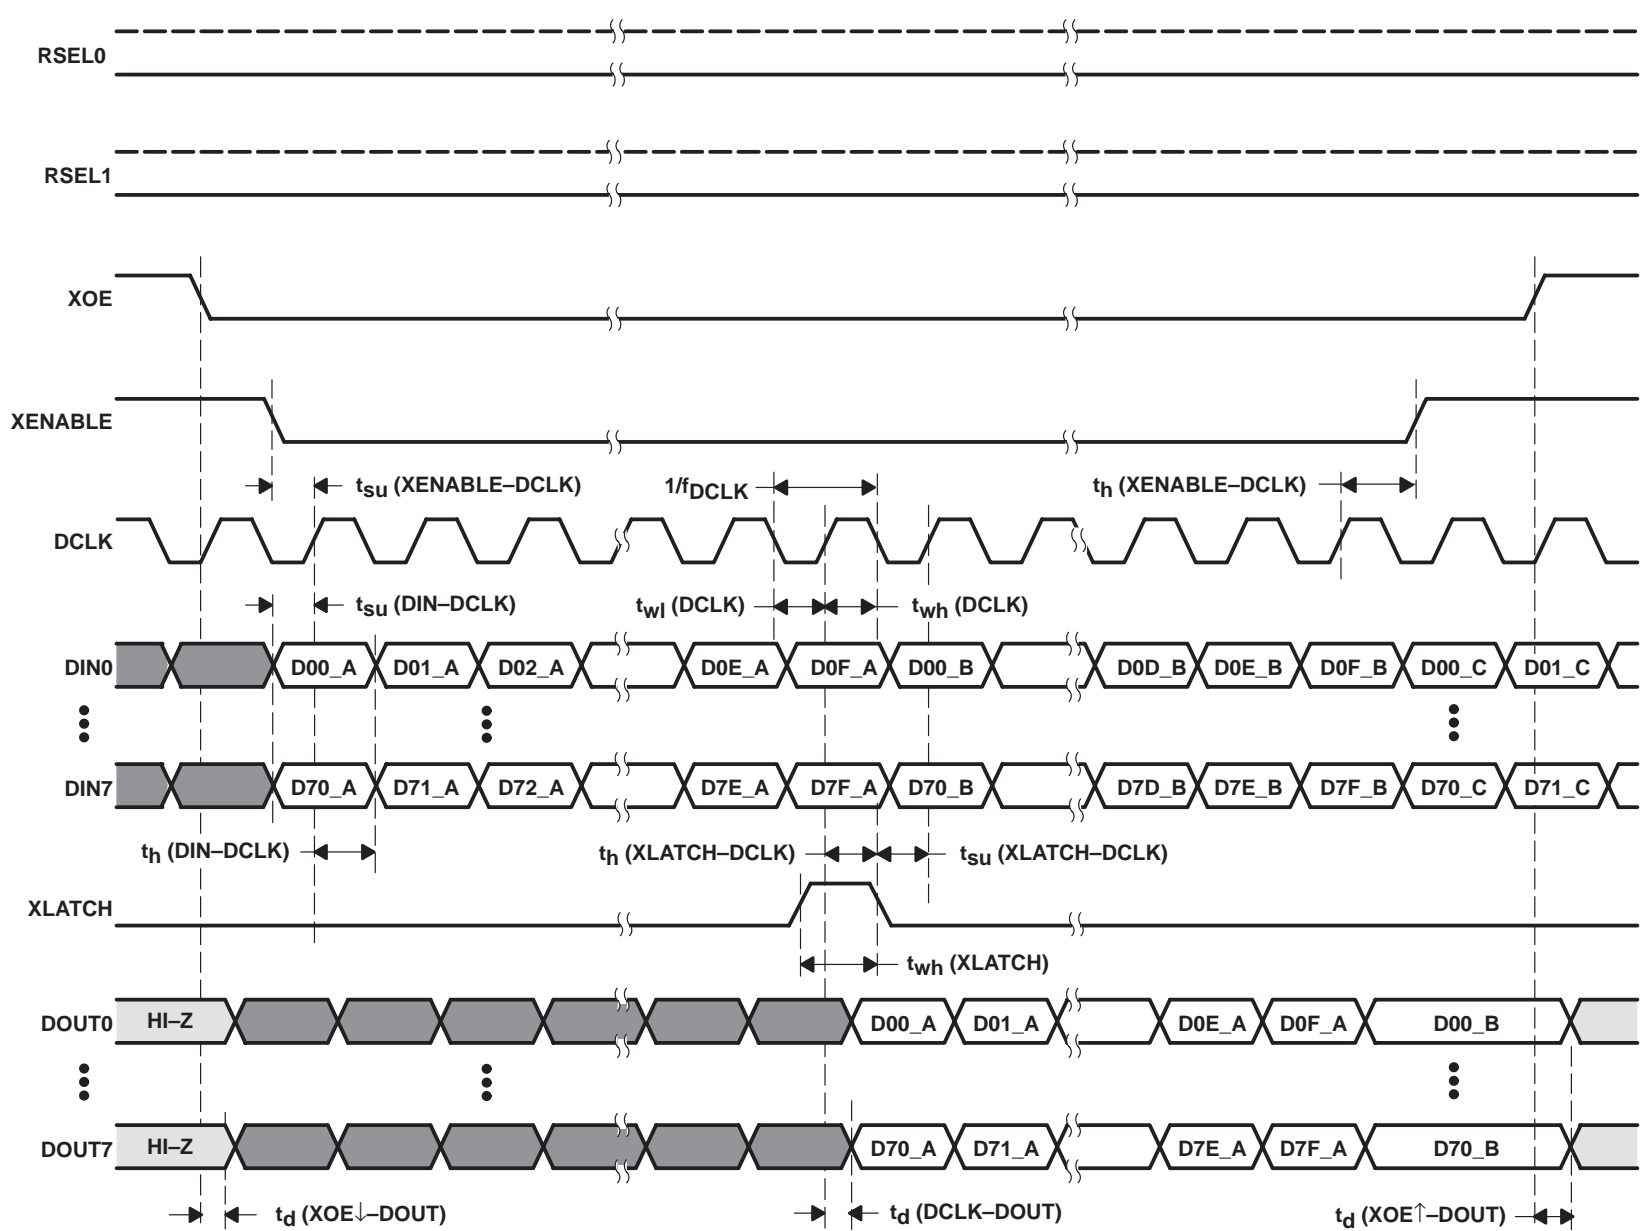 RSEL0
RSEL1
XOE
XENABLE
tsu (XENABLE–DCLK)
1/fDCLK
th (XENABLE–DCLK)
DCLK
tsu (DIN–DCLK)
twl (DCLK)
twh (DCLK)
DIN0 D00_A D01_A D02_A D0E_A D0F_A D00_B D0D_B D0E_B D0F_B D00_C D01_C
DIN7 D70_A D71_A D72_A D7E_A D7F_A D70_B D7D_B D7E_B D7F_B D70_C D71_C
th (DIN–DCLK)
th (XLATCH–DCLK)
tsu (XLATCH–DCLK)
XLATCH
twh (XLATCH)
DOUT0 HI–Z D00_A D01_A D0E_A D0F_A D00_B
DOUT7 HI–Z D70_A D71_A D7E_A D7F_A D70_B
td (XOE↓–DOUT)
td (DCLK–DOUT)
td (XOE↑–DOUT)